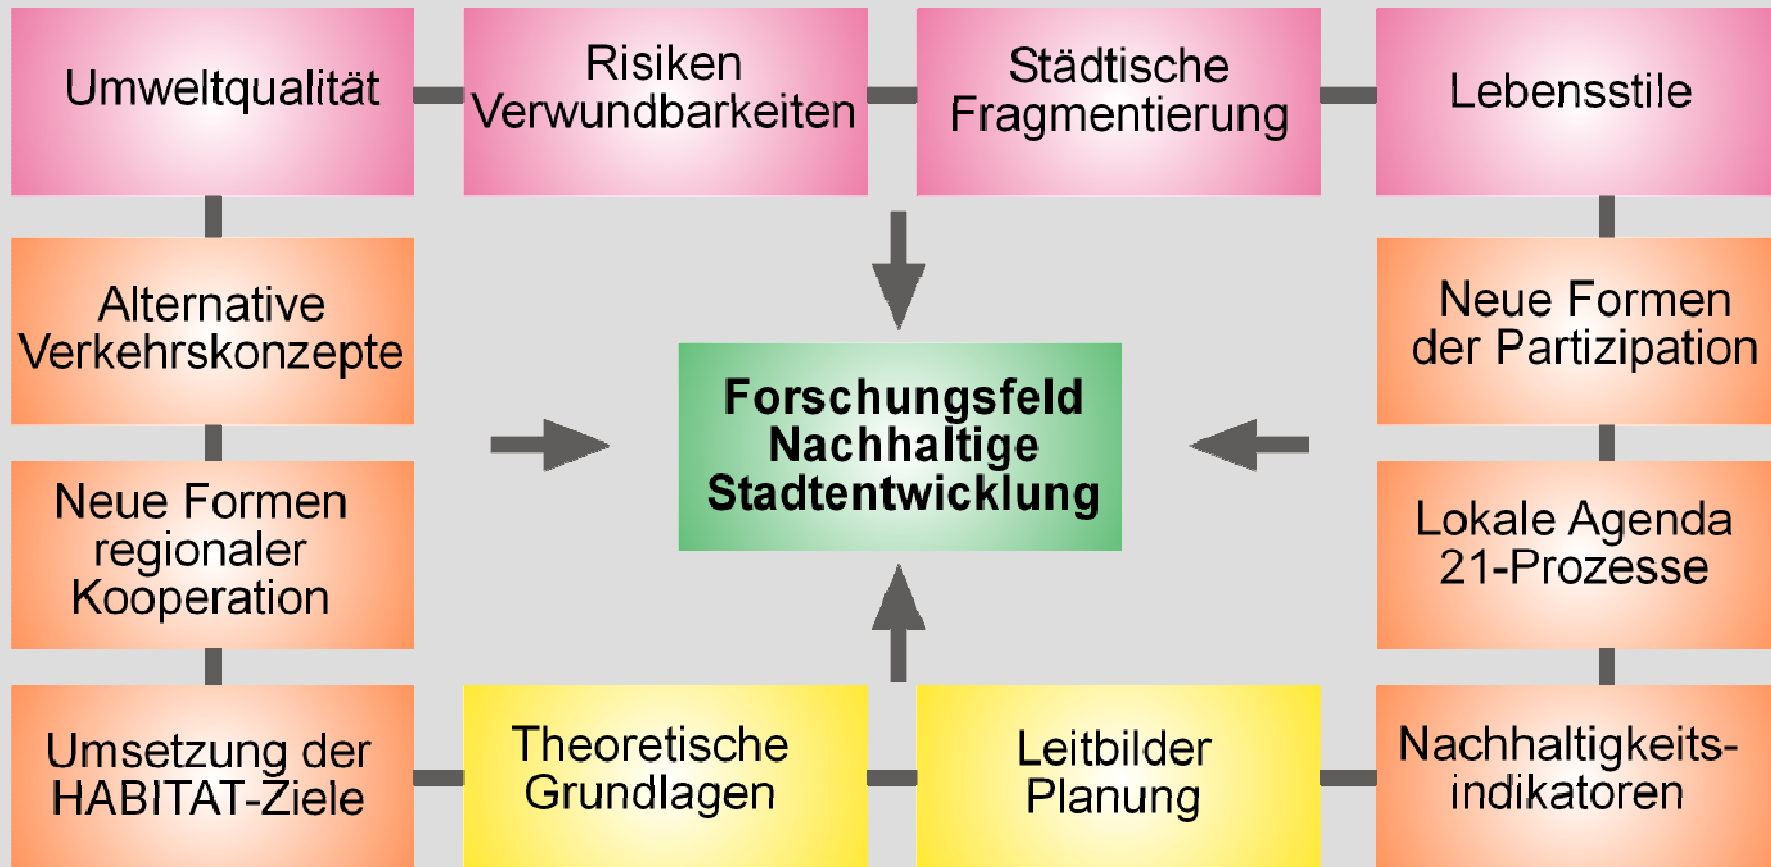 Umweltqualität
Risiken
Verwundbarkeiten
Städtische
Fragmentierung
Lebensstile
Alternative
Verkehrskonzepte
Neue Formen
der Partizipation
Forschungsfeld
Nachhaltige
Stadtentwicklung
Neue Formen
regionaler
Kooperation
Lokale Agenda
21-Prozesse
Umsetzung der
HABITAT-Ziele
Theoretische
Grundlagen
Leitbilder
Planung
Nachhaltigkeits-
indikatoren